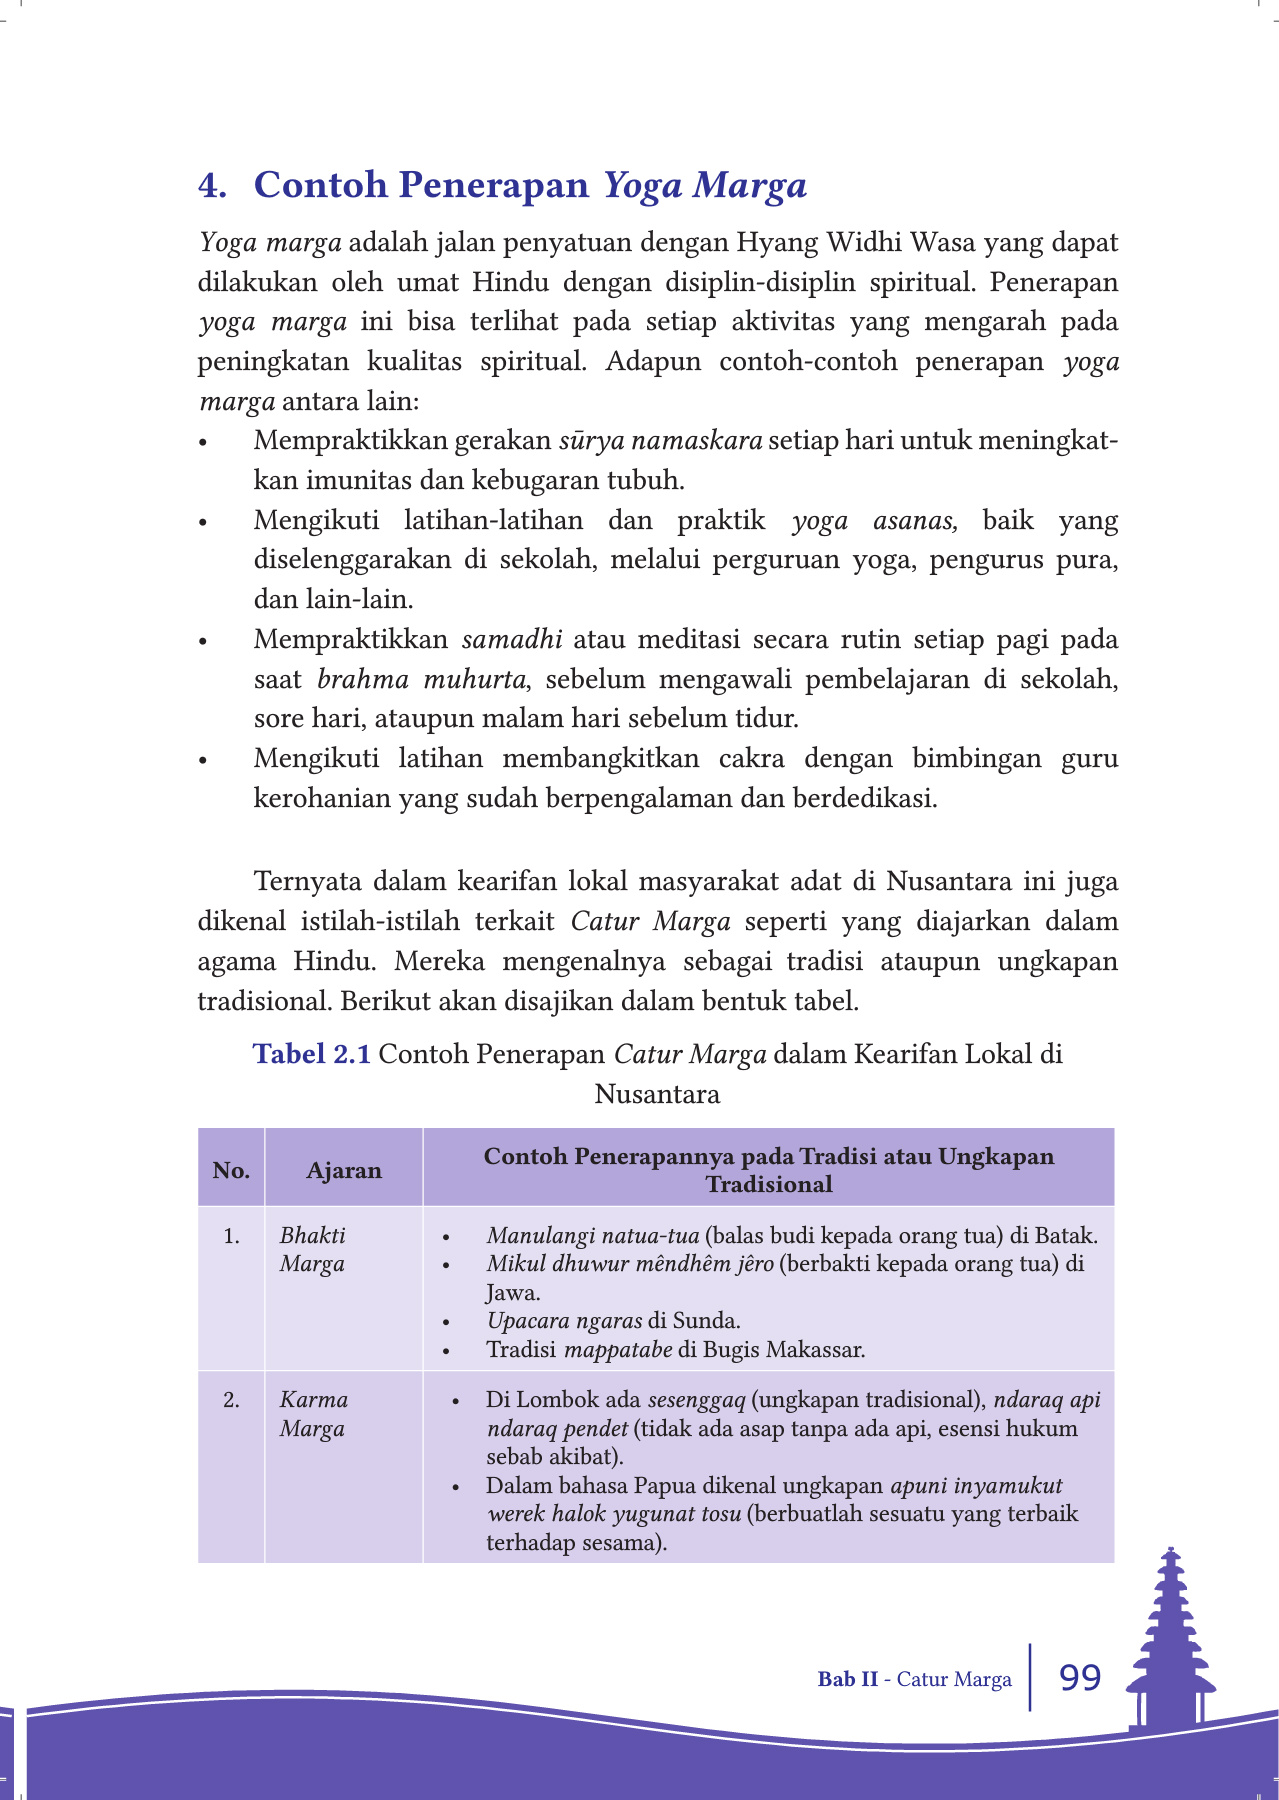 4. Contoh Penerapan Yoga Marga
Yoga marga adalah jalan penyatuan dengan Hyang Widhi Wasa yang dapat
dilakukan oleh umat Hindu dengan disiplin-disiplin spiritual. Penerapan
yoga marga ini bisa terlihat pada setiap aktivitas yang mengarah pada
peningkatan kualitas spiritual. Adapun contoh-contoh penerapan yoga
marga antara lain:
• Mempraktikkan gerakan sūrya namaskara setiap hari untuk meningkat-
kan imunitas dan kebugaran tubuh.
• Mengikuti latihan-latihan dan praktik yoga asanas, baik yang
diselenggarakan di sekolah, melalui perguruan yoga, pengurus pura,
dan lain-lain.
• Mempraktikkan samadhi atau meditasi secara rutin setiap pagi pada
saat brahma muhurta, sebelum mengawali pembelajaran di sekolah,
sore hari, ataupun malam hari sebelum tidur.
• Mengikuti latihan membangkitkan cakra dengan bimbingan guru
kerohanian yang sudah berpengalaman dan berdedikasi.
Ternyata dalam kearifan lokal masyarakat adat di Nusantara ini juga
dikenal istilah-istilah terkait Catur Marga seperti yang diajarkan dalam
agama Hindu. Mereka mengenalnya sebagai tradisi ataupun ungkapan
tradisional. Berikut akan disajikan dalam bentuk tabel.
Tabel 2.1 Contoh Penerapan Catur Marga dalam Kearifan Lokal di
Nusantara
No.
Ajaran
Contoh Penerapannya pada Tradisi atau Ungkapan
Tradisional
1.
Bhakti
Marga
• Manulangi natua-tua (balas budi kepada orang tua) di Batak.
• Mikul dhuwur mêndhêm jêro (berbakti kepada orang tua) di
Jawa.
• Upacara ngaras di Sunda.
• Tradisi mappatabe di Bugis Makassar.
2.
Karma
Marga
• Di Lombok ada sesenggaq (ungkapan tradisional), ndaraq api
ndaraq pendet (tidak ada asap tanpa ada api, esensi hukum
sebab akibat).
• Dalam bahasa Papua dikenal ungkapan apuni inyamukut
werek halok yugunat tosu (berbuatlah sesuatu yang terbaik
terhadap sesama).
Bab II - Catur Marga
99